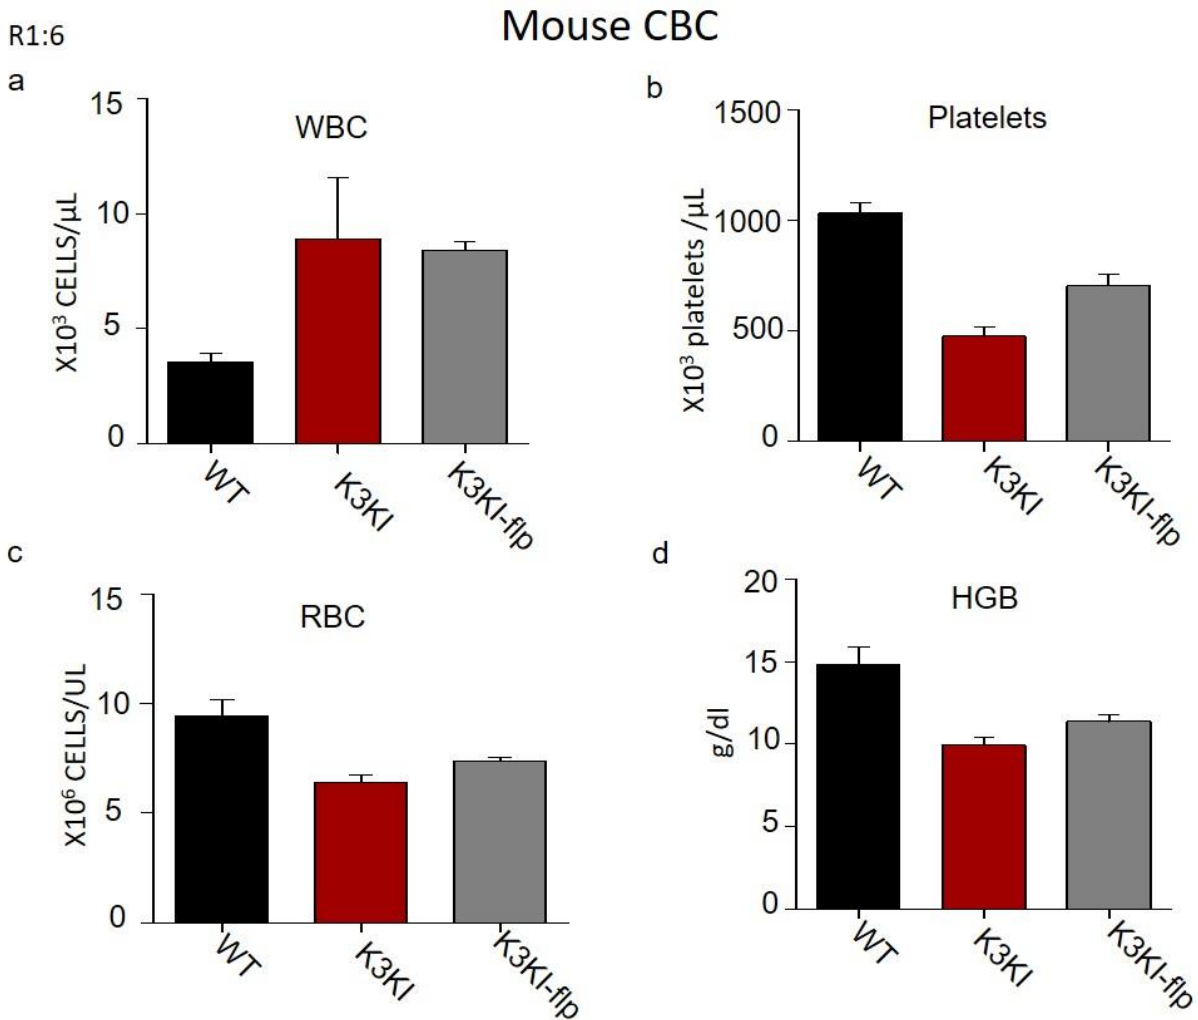 Mouse CBC
R1:6
a
WBC
X10³ CELLS/µL
15
10
5
0
WT
K3KI
K3KI-flp
b
Platelets
X10³ platelets /µL
1500
1000
500
0
WT
K3KI
K3KI-flp
c
RBC
X10⁶ CELLS/UL
15
10
5
0
WT
K3KI
K3KI-flp
d
HGB
g/dl
20
15
10
5
0
WT
K3KI
K3KI-flp